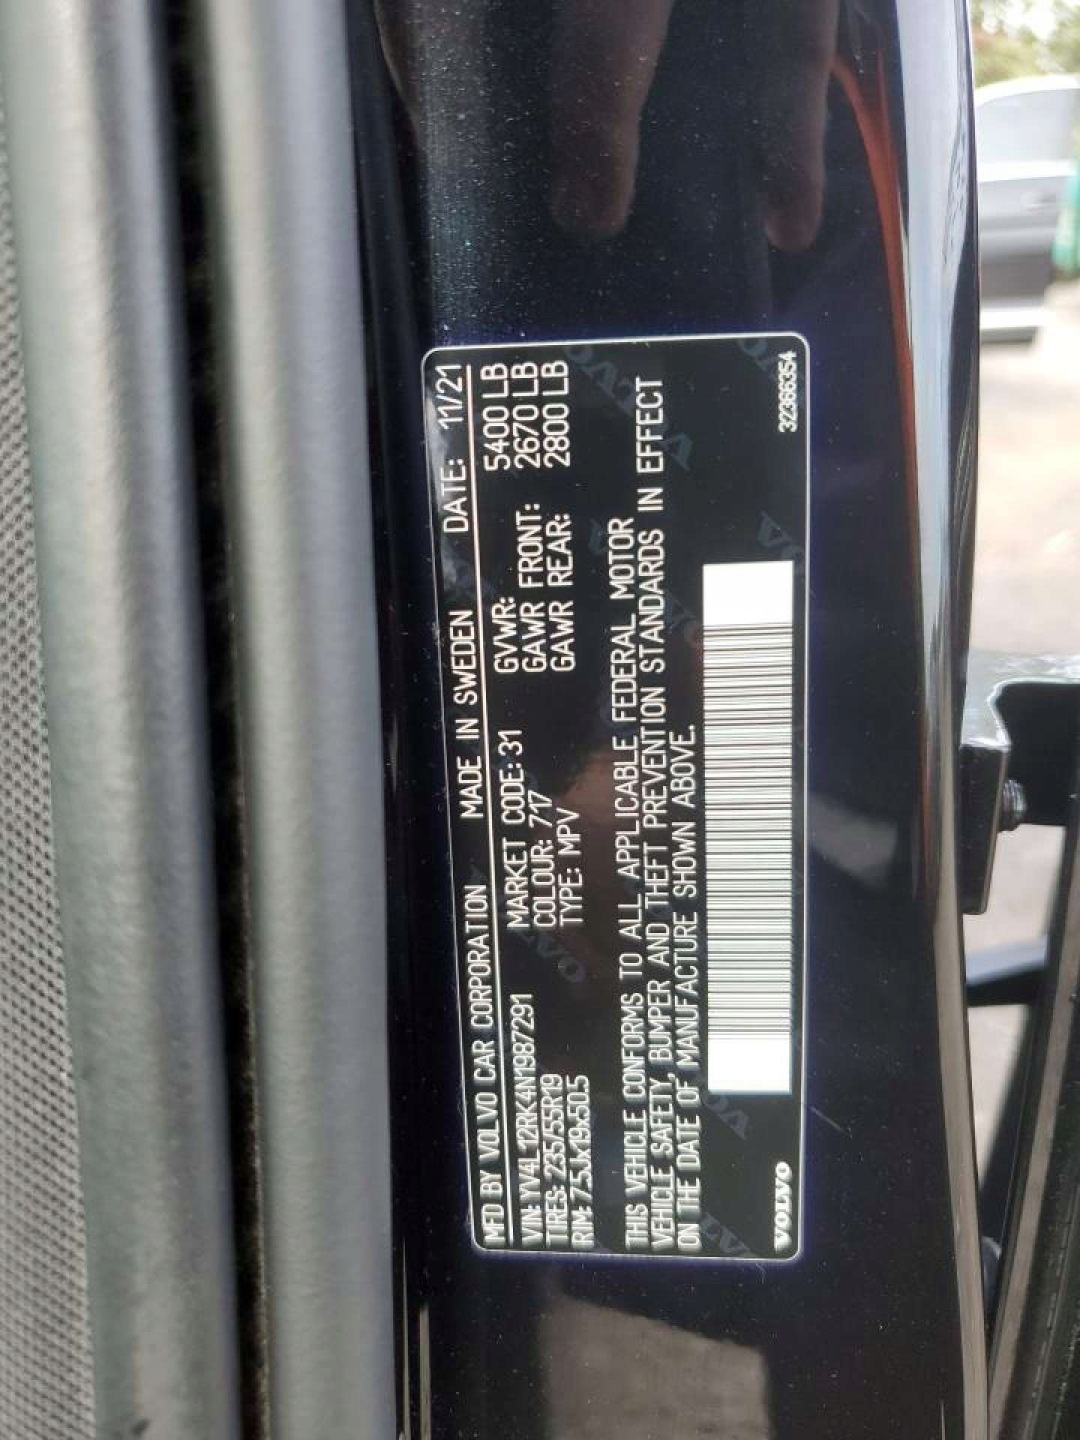 MFD BY VOLVO CAR CORPORATION MADE IN SWEDEN DATE: 11/21
VIN: YV4L12RK4N1987291 MARKET CODE: 31 GVWR: 5400 LB
TIRES: 235/55R19 COLOUR: 717 GAWR FRONT: 2670 LB
RIM: 7.5Jx19x50.5 TYPE: MPV GAWR REAR: 2800 LB
THIS VEHICLE CONFORMS TO ALL APPLICABLE FEDERAL MOTOR
VEHICLE SAFETY, BUMPER AND THEFT PREVENTION STANDARDS IN EFFECT
ON THE DATE OF MANUFACTURE SHOWN ABOVE.
VOLVO 32366354